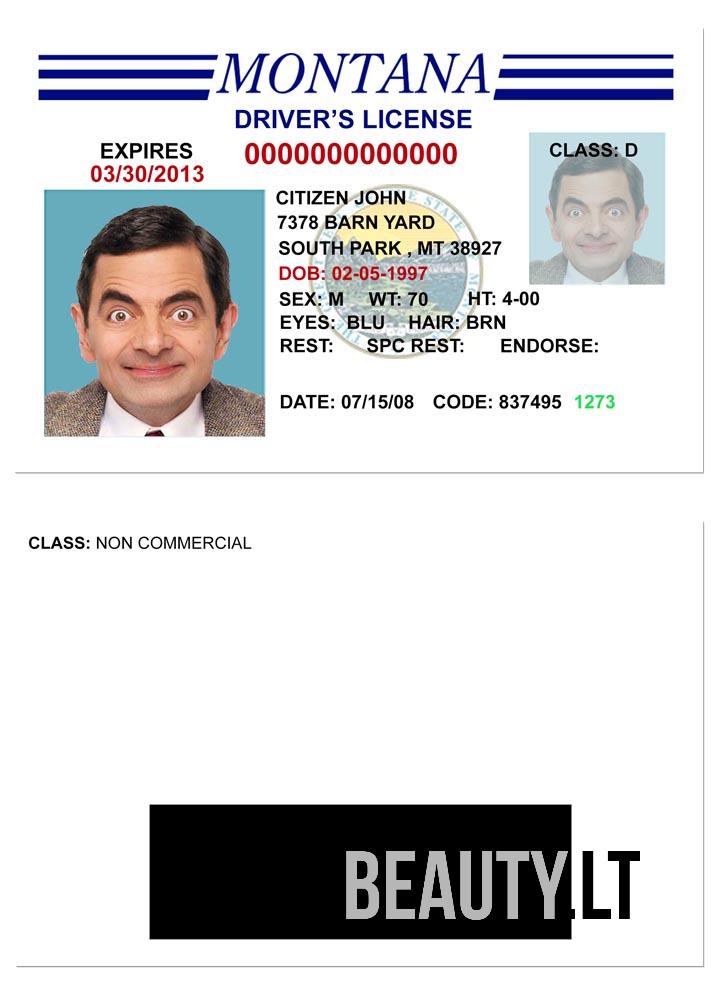 MONTANA
DRIVER'S LICENSE
EXPIRES
03/30/2013
0000000000000
CLASS: D
CITIZEN JOHN
7378 BARN YARD
SOUTH PARK , MT 38927
DOB: 02-05-1997
SEX: M WT: 70 HT: 4-00
EYES: BLU HAIR: BRN
REST: SPC REST: ENDORSE:
DATE: 07/15/08 CODE: 837495 1273
CLASS: NON COMMERCIAL
BEAUTY.LT